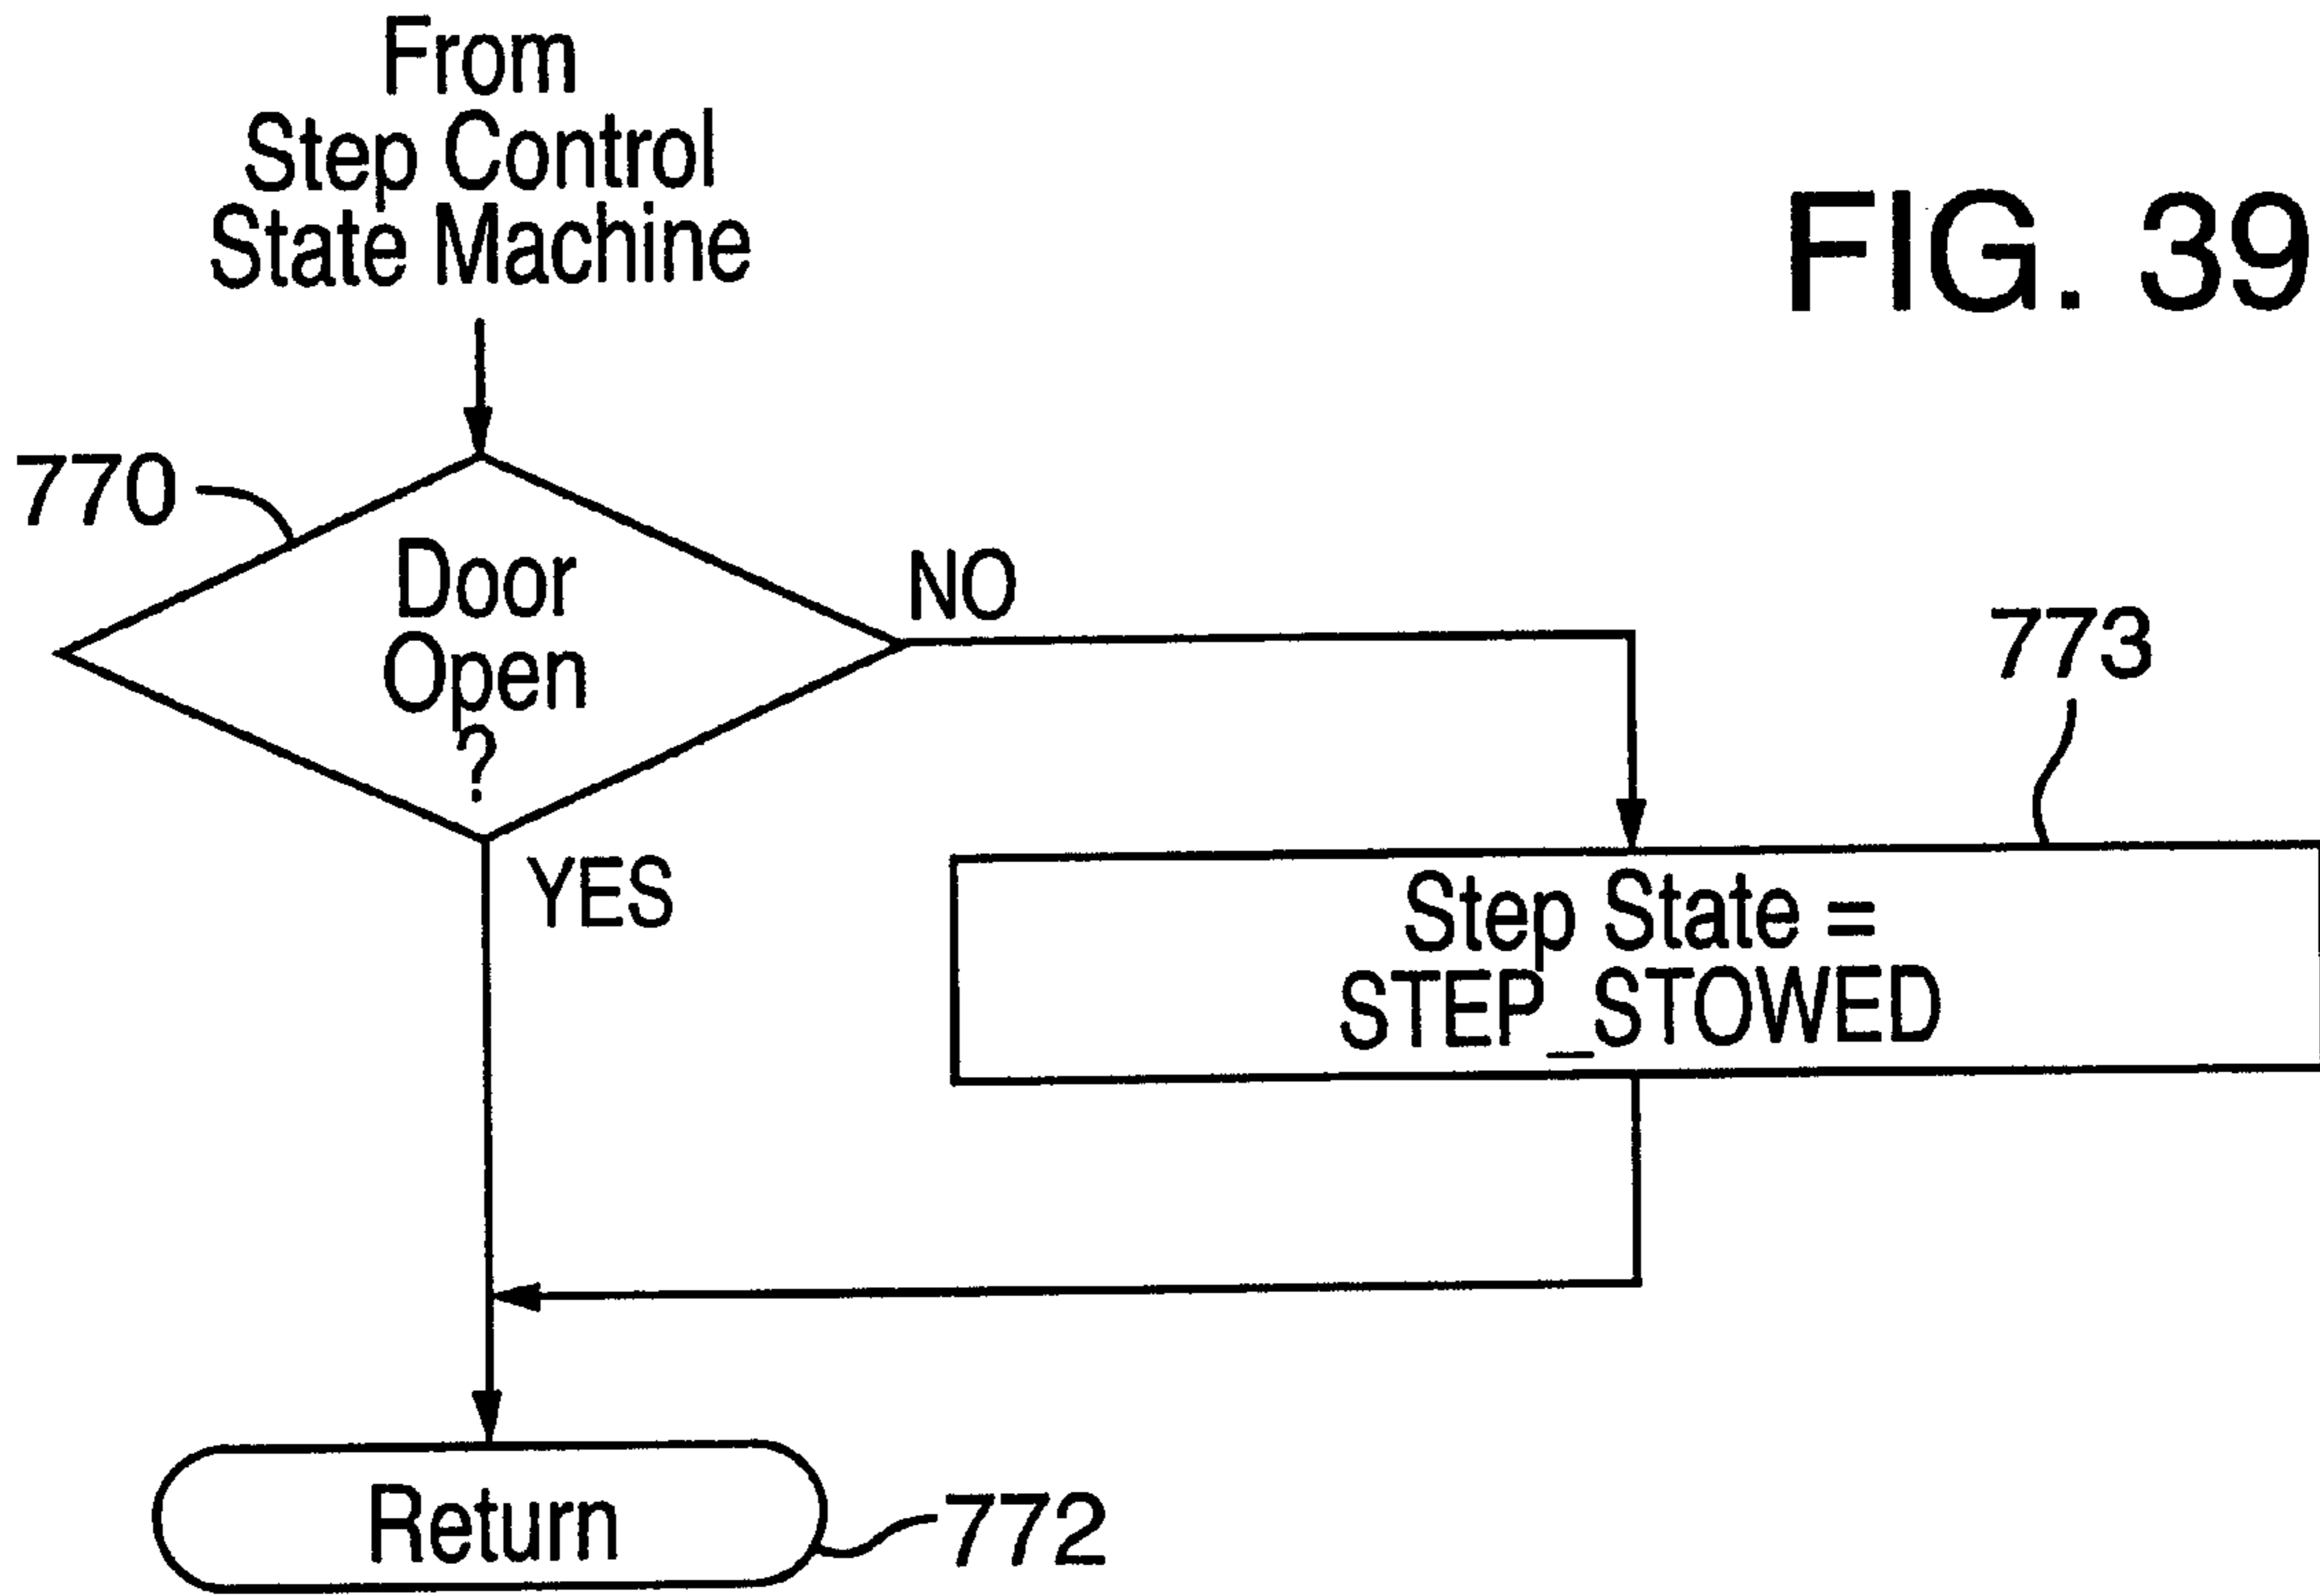 From
Step Control
State Machine
FIG. 39
770
Door
Open
?
NO
YES
773
Step State =
STEP_STOWED
Return
772